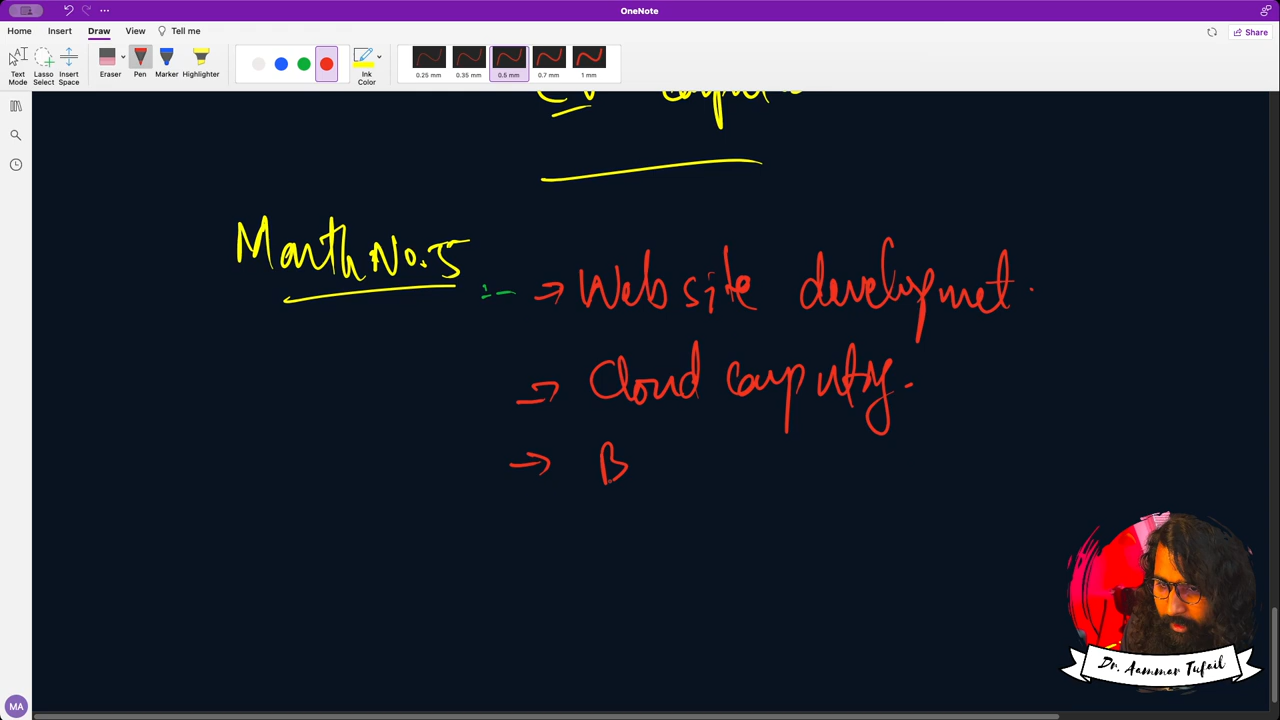 OneNote
Home Insert Draw View Tell me Share
Text Mode Lasso Select Insert Space Eraser Pen Marker Highlighter Ink Color 0.25 mm 0.35 mm 0.5 mm 0.7 mm 1 mm
Month No. 5 :- → Website developmet.
→ Cloud computy.
→ B
Dr. Aammar Tufail
MA